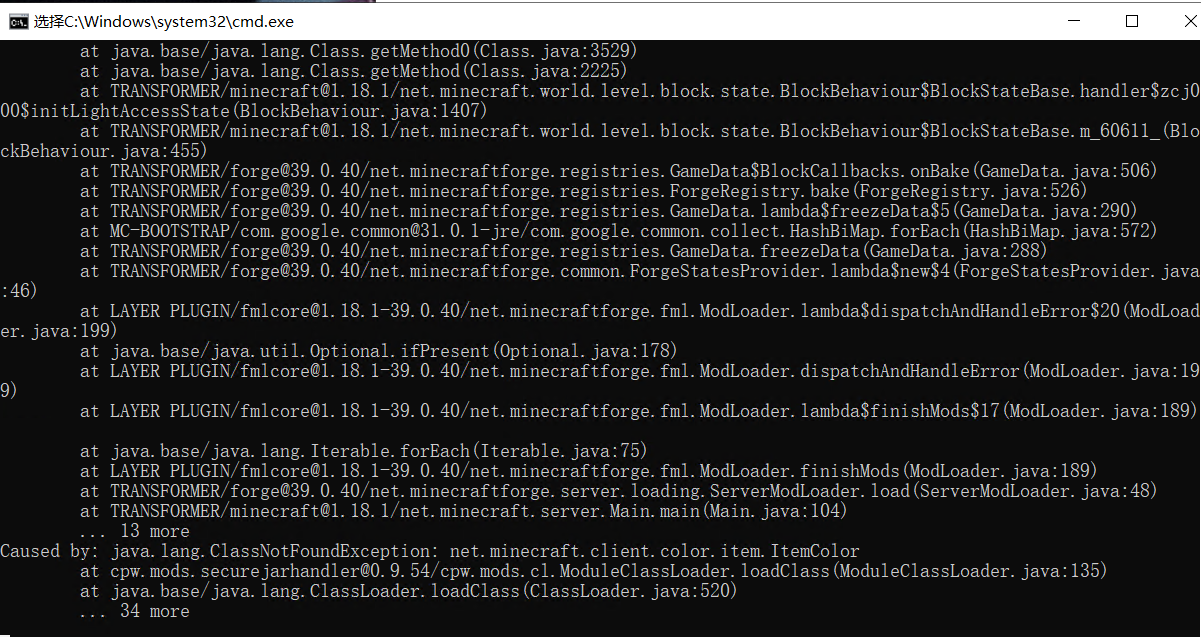 选择C:\Windows\system32\cmd.exe
at java.base/java.lang.Class.getMethod0(Class.java:3529)
at java.base/java.lang.Class.getMethod(Class.java:2225)
at TRANSFORMER/minecraft@1.18.1/net.minecraft.world.level.block.state.BlockBehaviour$BlockStateBase.handler$zcj0
00$initLightAccessState(BlockBehaviour.java:1407)
at TRANSFORMER/minecraft@1.18.1/net.minecraft.world.level.block.state.BlockBehaviour$BlockStateBase.m_60611_(Blo
ckBehaviour.java:455)
at TRANSFORMER/forge@39.0.40/net.minecraftforge.registries.GameData$BlockCallbacks.onBake(GameData.java:506)
at TRANSFORMER/forge@39.0.40/net.minecraftforge.registries.ForgeRegistry.bake(ForgeRegistry.java:526)
at TRANSFORMER/forge@39.0.40/net.minecraftforge.registries.GameData.lambda$freezeData$5(GameData.java:290)
at MC-BOOTSTRAP/com.google.common@31.0.1-jre/com.google.common.collect.HashBiMap.forEach(HashBiMap.java:572)
at TRANSFORMER/forge@39.0.40/net.minecraftforge.registries.GameData.freezeData(GameData.java:288)
at TRANSFORMER/forge@39.0.40/net.minecraftforge.common.ForgeStatesProvider.lambda$new$4(ForgeStatesProvider.java
:46)
at LAYER PLUGIN/fmlcore@1.18.1-39.0.40/net.minecraftforge.fml.ModLoader.lambda$dispatchAndHandleError$20(ModLoad
er.java:199)
at java.base/java.util.Optional.ifPresent(Optional.java:178)
at LAYER PLUGIN/fmlcore@1.18.1-39.0.40/net.minecraftforge.fml.ModLoader.dispatchAndHandleError(ModLoader.java:19
9)
at LAYER PLUGIN/fmlcore@1.18.1-39.0.40/net.minecraftforge.fml.ModLoader.lambda$finishMods$17(ModLoader.java:189)
at java.base/java.lang.Iterable.forEach(Iterable.java:75)
at LAYER PLUGIN/fmlcore@1.18.1-39.0.40/net.minecraftforge.fml.ModLoader.finishMods(ModLoader.java:189)
at TRANSFORMER/forge@39.0.40/net.minecraftforge.server.loading.ServerModLoader.load(ServerModLoader.java:48)
at TRANSFORMER/minecraft@1.18.1/net.minecraft.server.Main.main(Main.java:104)
... 13 more
Caused by: java.lang.ClassNotFoundException: net.minecraft.client.color.item.ItemColor
at cpw.mods.securejarhandler@0.9.54/cpw.mods.cl.ModuleClassLoader.loadClass(ModuleClassLoader.java:135)
at java.base/java.lang.ClassLoader.loadClass(ClassLoader.java:520)
... 34 more